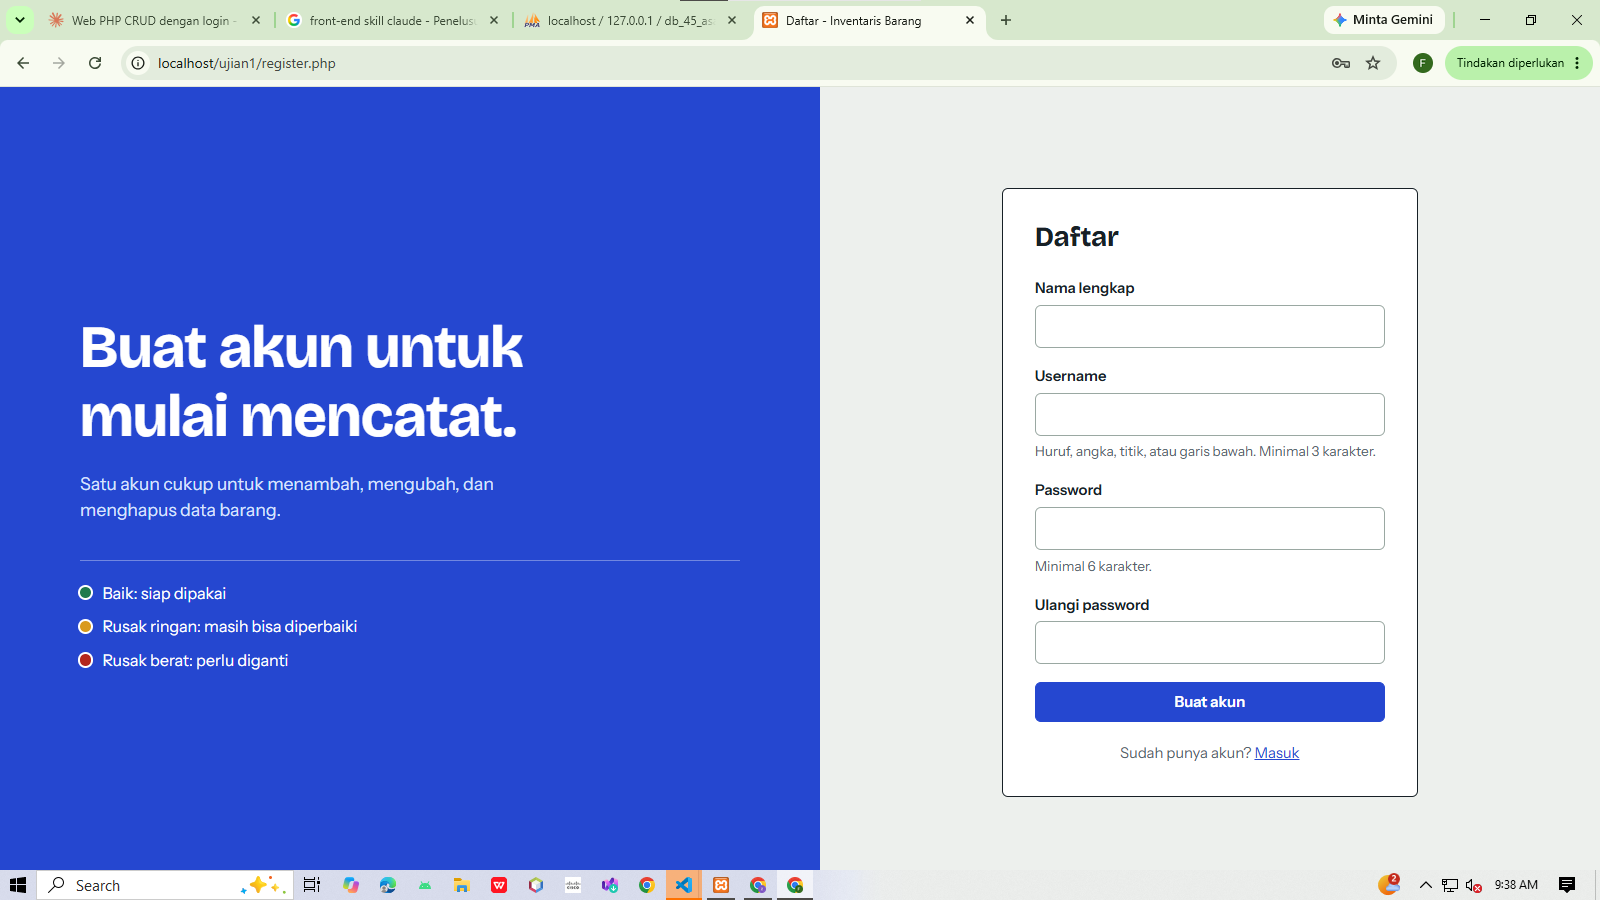 Web PHP CRUD dengan login -
front-end skill claude - Penelus
localhost / 127.0.0.1 / db_45_as
Daftar - Inventaris Barang
Minta Gemini
localhost/ujian1/register.php
F
Tindakan diperlukan
Buat akun untuk
mulai mencatat.
Satu akun cukup untuk menambah, mengubah, dan
menghapus data barang.
Baik: siap dipakai
Rusak ringan: masih bisa diperbaiki
Rusak berat: perlu diganti
Daftar
Nama lengkap
Username
Huruf, angka, titik, atau garis bawah. Minimal 3 karakter.
Password
Minimal 6 karakter.
Ulangi password
Buat akun
Sudah punya akun? Masuk
Search
2
9:38 AM